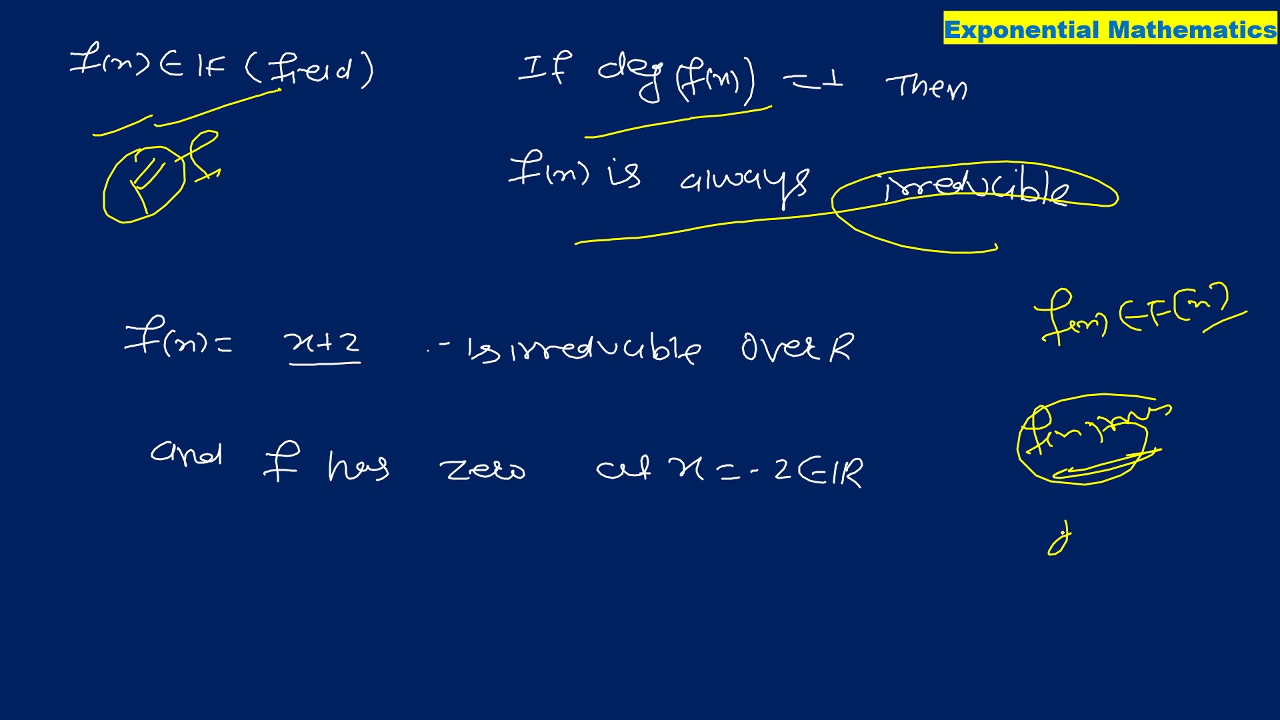 Exponential Mathematics
f(x) ∈ F (field)
If deg (f(x)) = 1 Then
f(x) is always irreducible
F
f(x) ∈ F[x]
f(x) = x+2 is irreducible over R
f(x)
and f has zero at x = -2 ∈ R